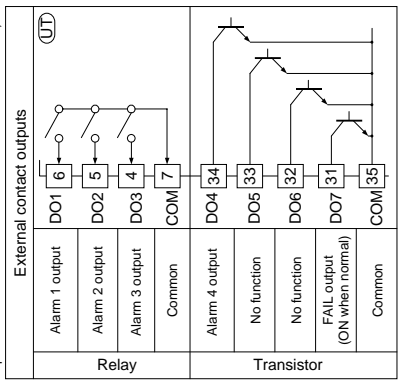 External contact outputs
Relay
Alarm 1 output DO1 6
Alarm 2 output DO2 5
Alarm 3 output DO3 4
Common COM 7
UT
Transistor
Alarm 4 output DO4 34
No function DO5 33
No function DO6 32
FAIL output
(ON when normal) DO7 31
Common COM 35